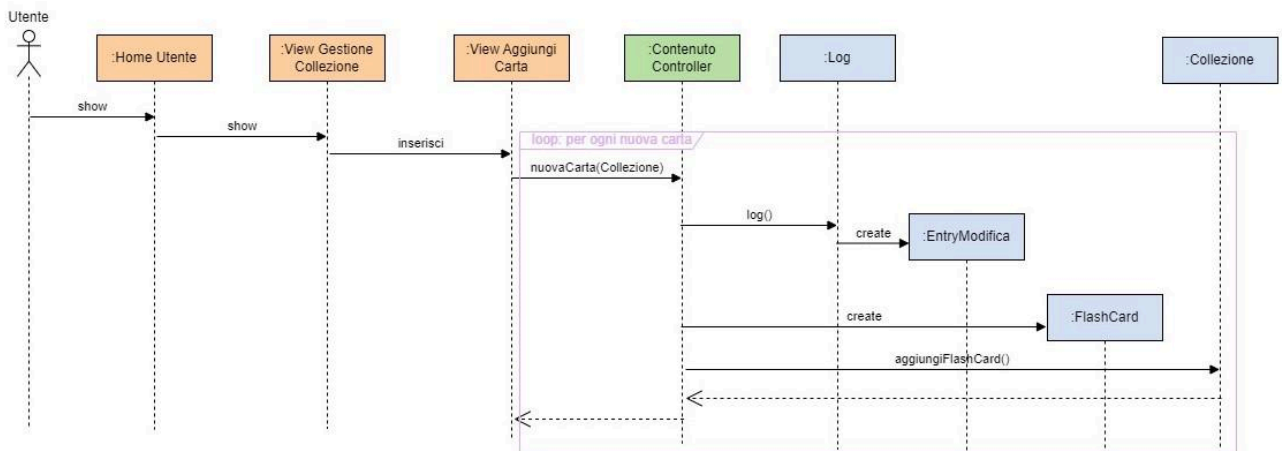 Utente
:Home Utente
:View Gestione
Collezione
:View Aggiungi
Carta
:Contenuto
Controller
:Log
:Collezione
show
show
inserisci
loop: per ogni nuova carta
nuovaCarta(Collezione)
log()
create
:EntryModifica
create
:FlashCard
aggiungiFlashCard()